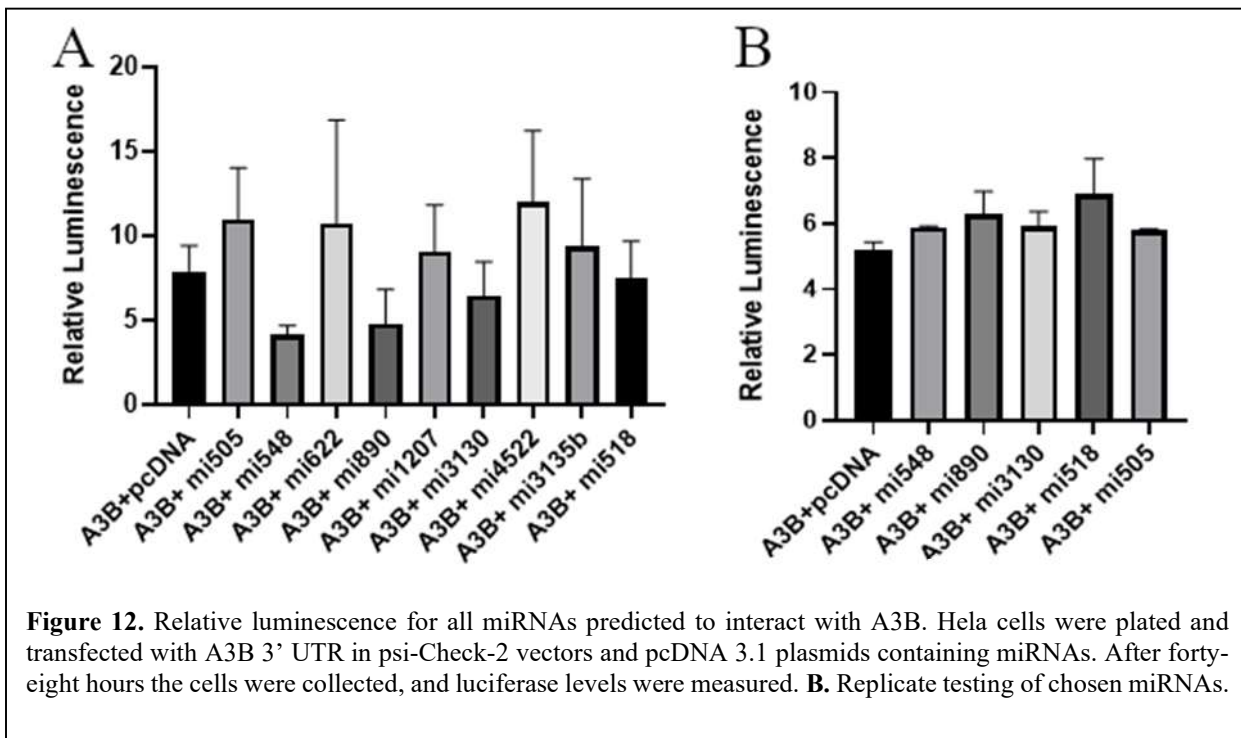 A
20
15
10
5
0
Relative Luminescence
A3B+pcDNA
A3B+ mi505
A3B+ mi548
A3B+ mi622
A3B+ mi890
A3B+ mi1207
A3B+ mi3130
A3B+ mi4522
A3B+ mi3135b
A3B+ mi518
B
10
8
6
4
2
0
Relative Luminescence
A3B+pcDNA
A3B+ mi548
A3B+ mi890
A3B+ mi3130
A3B+ mi518
A3B+ mi505
Figure 12. Relative luminescence for all miRNAs predicted to interact with A3B. Hela cells were plated and
transfected with A3B 3’ UTR in psi-Check-2 vectors and pcDNA 3.1 plasmids containing miRNAs. After forty-
eight hours the cells were collected, and luciferase levels were measured. B. Replicate testing of chosen miRNAs.